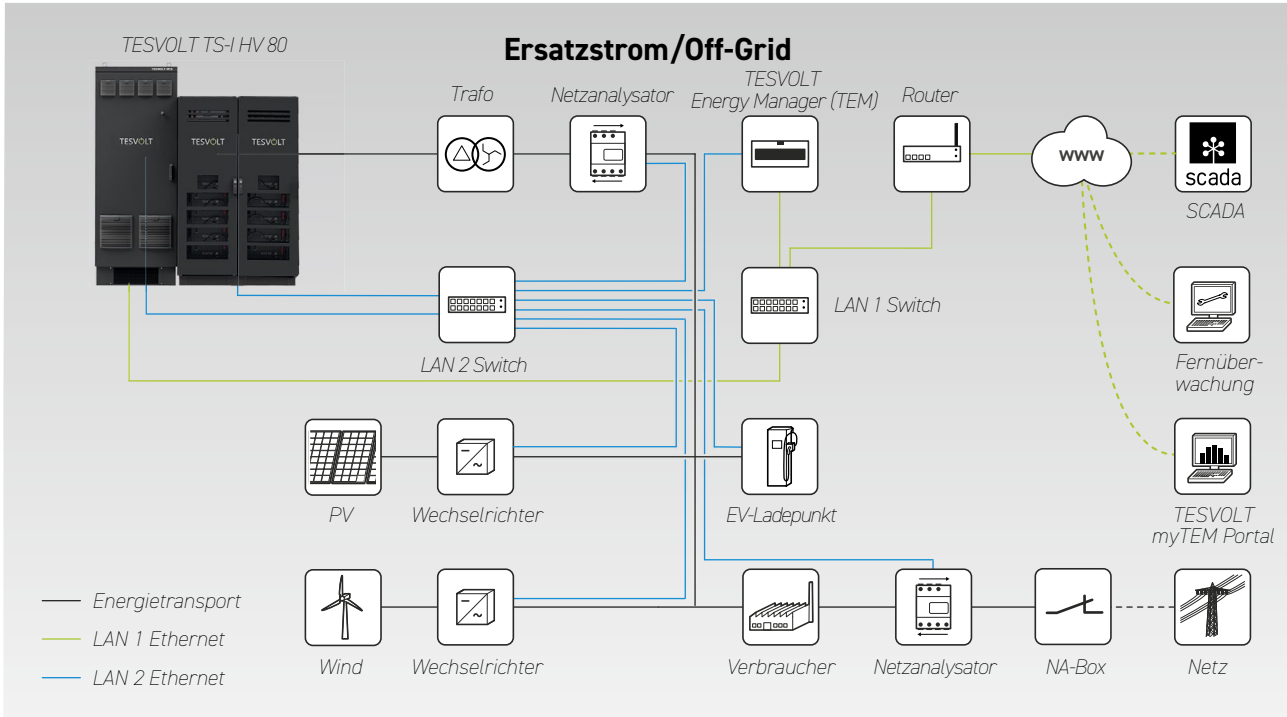 TESVOLT TS-I HV 80
Ersatzstrom/Off-Grid
Trafo
Netzanalysator
TESVOLT
Energy Manager (TEM)
Router
TESVOLT
TESVOLT
TESVOLT
www
scada
SCADA
LAN 2 Switch
LAN 1 Switch
Fernüber-
wachung
PV
Wechselrichter
EV-Ladepunkt
TESVOLT
myTEM Portal
Energietransport
LAN 1 Ethernet
LAN 2 Ethernet
Wind
Wechselrichter
Verbraucher
Netzanalysator
NA-Box
Netz